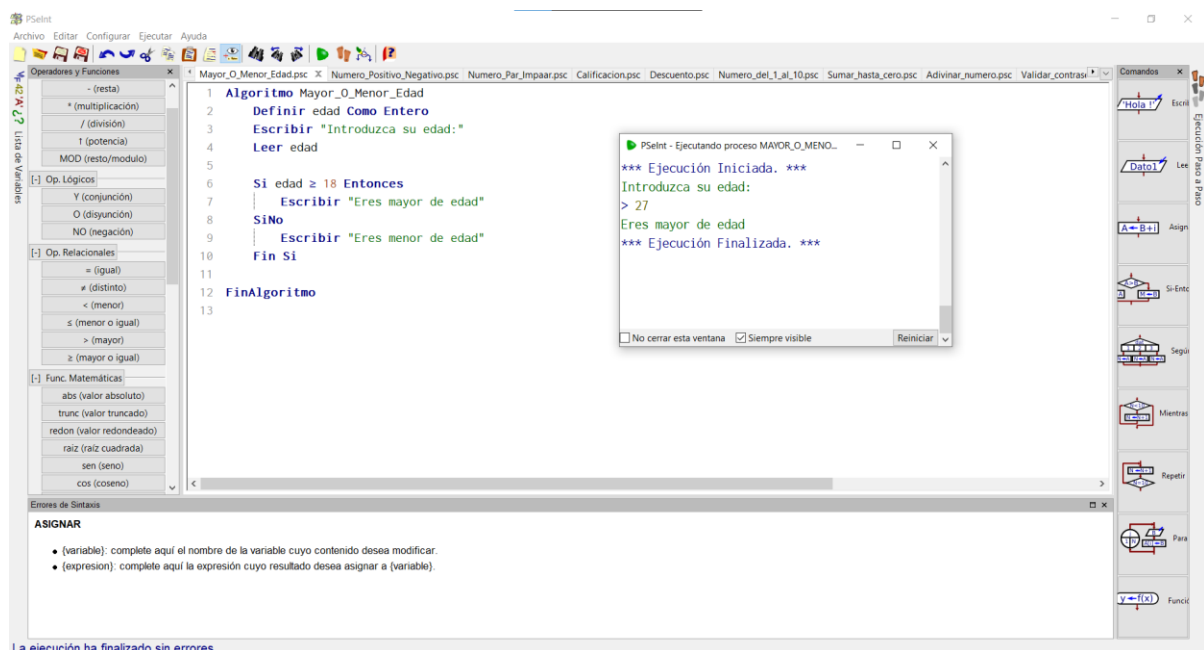 PSeInt
Archivo Editar Configurar Ejecutar Ayuda
Operadores y Funciones
- (resta)
* (multiplicación)
/ (división)
↑ (potencia)
MOD (resto/modulo)
[-] Op. Lógicos
Y (conjunción)
O (disyunción)
NO (negación)
[-] Op. Relacionales
= (igual)
≠ (distinto)
< (menor)
≤ (menor o igual)
> (mayor)
≥ (mayor o igual)
[-] Func. Matemáticas
abs (valor absoluto)
trunc (valor truncado)
redon (valor redondeado)
raiz (raíz cuadrada)
sen (seno)
cos (coseno)
Lista de Variables
Mayor_O_Menor_Edad.psc X Numero_Positivo_Negativo.psc Numero_Par_Impaar.psc Calificacion.psc Descuento.psc Numero_del_1_al_10.psc Sumar_hasta_cero.psc Adivinar_numero.psc Validar_contras
1 Algoritmo Mayor_O_Menor_Edad
2 Definir edad Como Entero
3 Escribir "Introduzca su edad:"
4 Leer edad
5
6 Si edad ≥ 18 Entonces
7 Escribir "Eres mayor de edad"
8 SiNo
9 Escribir "Eres menor de edad"
10 Fin Si
11
12 FinAlgoritmo
13
PSeInt - Ejecutando proceso MAYOR_O_MENO...
*** Ejecución Iniciada. ***
Introduzca su edad:
> 27
Eres mayor de edad
*** Ejecución Finalizada. ***
No cerrar esta ventana Siempre visible Reiniciar
Comandos
'Hola !' Escri
Dato1 Lee
A←B+i Asign
Si-Ento
Segú
Mientras
Repetir
Para
y←f(x) Funció
Ejecución Paso a Paso
Errores de Sintaxis
ASIGNAR
• {variable}: complete aquí el nombre de la variable cuyo contenido desea modificar.
• {expresion}: complete aquí la expresión cuyo resultado desea asignar a {variable}.
La ejecución ha finalizado sin errores.